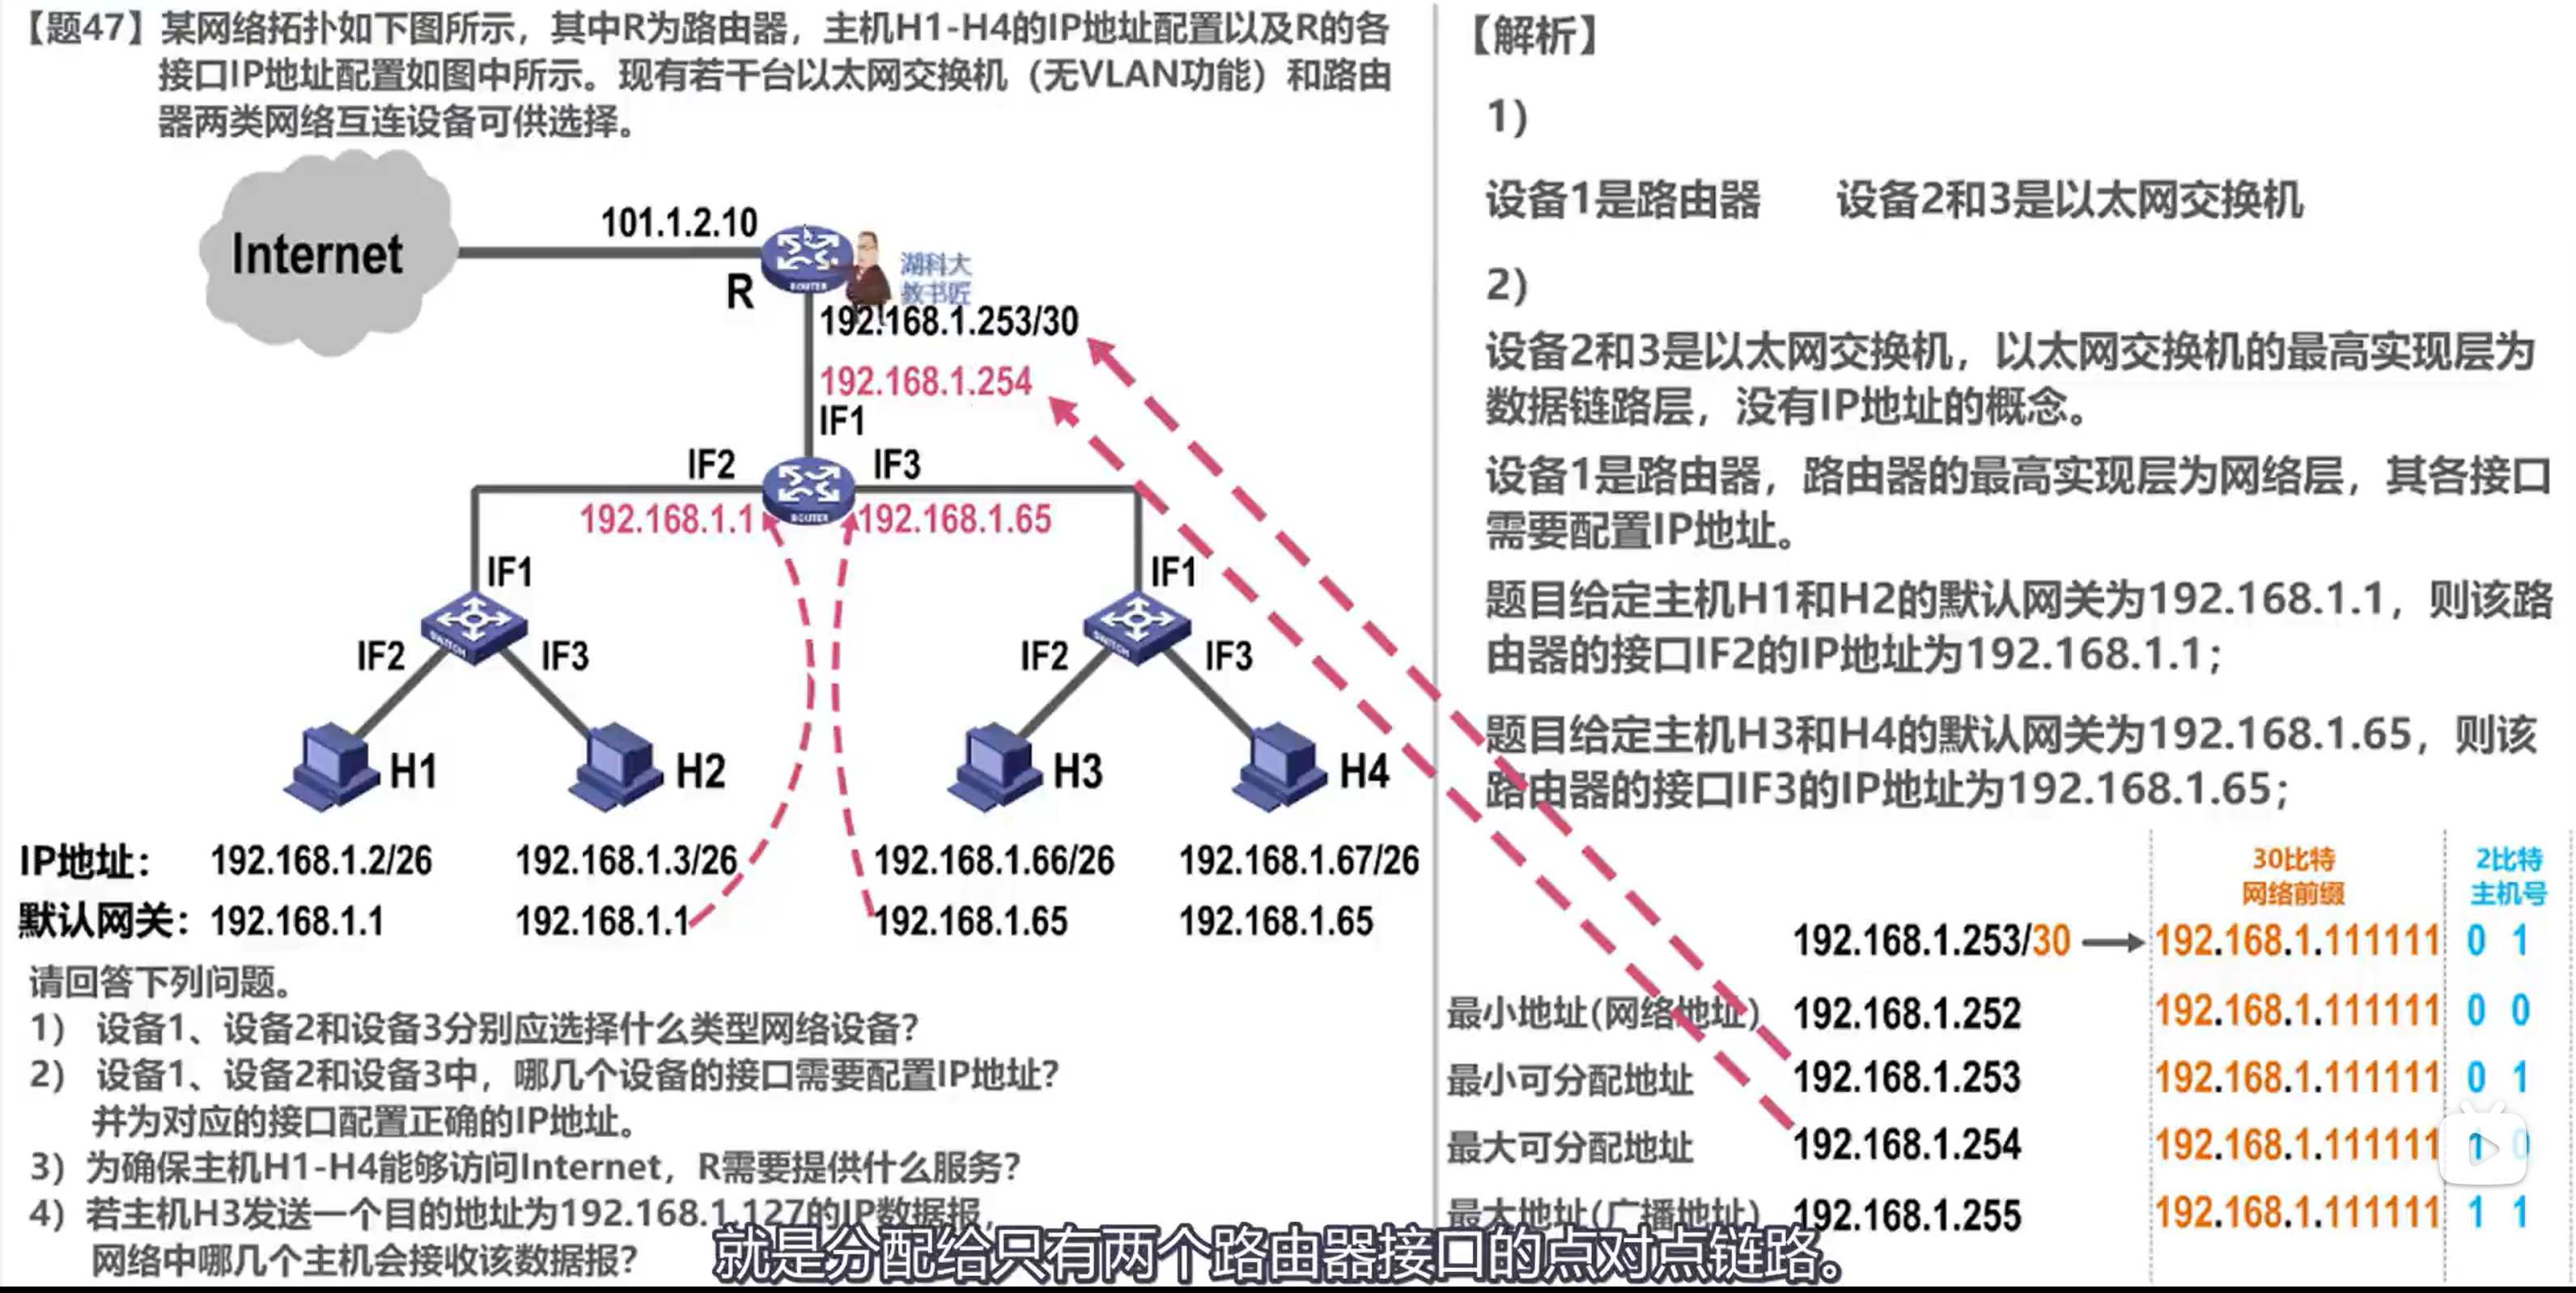 【题47】某网络拓扑如下图所示，其中R为路由器，主机H1-H4的IP地址配置以及R的各
接口IP地址配置如图中所示。现有若干台以太网交换机（无VLAN功能）和路由
器两类网络互连设备可供选择。
Internet
101.1.2.10
ROUTER
R
湖科大
教书匠
192.168.1.253/30
192.168.1.254
IF1
IF2
IF3
192.168.1.1
ROUTER
192.168.1.65
IF1
IF1
SWITCH
SWITCH
IF2
IF3
IF2
IF3
H1
H2
H3
H4
IP地址：
192.168.1.2/26
192.168.1.3/26
192.168.1.66/26
192.168.1.67/26
默认网关：
192.168.1.1
192.168.1.1
192.168.1.65
192.168.1.65
请回答下列问题。
1） 设备1、设备2和设备3分别应选择什么类型网络设备？
2） 设备1、设备2和设备3中，哪几个设备的接口需要配置IP地址？
并为对应的接口配置正确的IP地址。
3）为确保主机H1-H4能够访问Internet，R需要提供什么服务？
4）若主机H3发送一个目的地址为192.168.1.127的IP数据报，
网络中哪几个主机会接收该数据报？
【解析】
1)
设备1是路由器 设备2和3是以太网交换机
2)
设备2和3是以太网交换机，以太网交换机的最高实现层为
数据链路层，没有IP地址的概念。
设备1是路由器，路由器的最高实现层为网络层，其各接口
需要配置IP地址。
题目给定主机H1和H2的默认网关为192.168.1.1，则该路
由器的接口IF2的IP地址为192.168.1.1；
题目给定主机H3和H4的默认网关为192.168.1.65，则该
路由器的接口IF3的IP地址为192.168.1.65；
30比特
网络前缀
2比特
主机号
192.168.1.253/30
192.168.1.111111 0 1
最小地址(网络地址) 192.168.1.252 192.168.1.111111 0 0
最小可分配地址 192.168.1.253 192.168.1.111111 0 1
最大可分配地址 192.168.1.254 192.168.1.111111 1 0
最大地址(广播地址) 192.168.1.255 192.168.1.111111 1 1
就是分配给只有两个路由器接口的点对点链路。